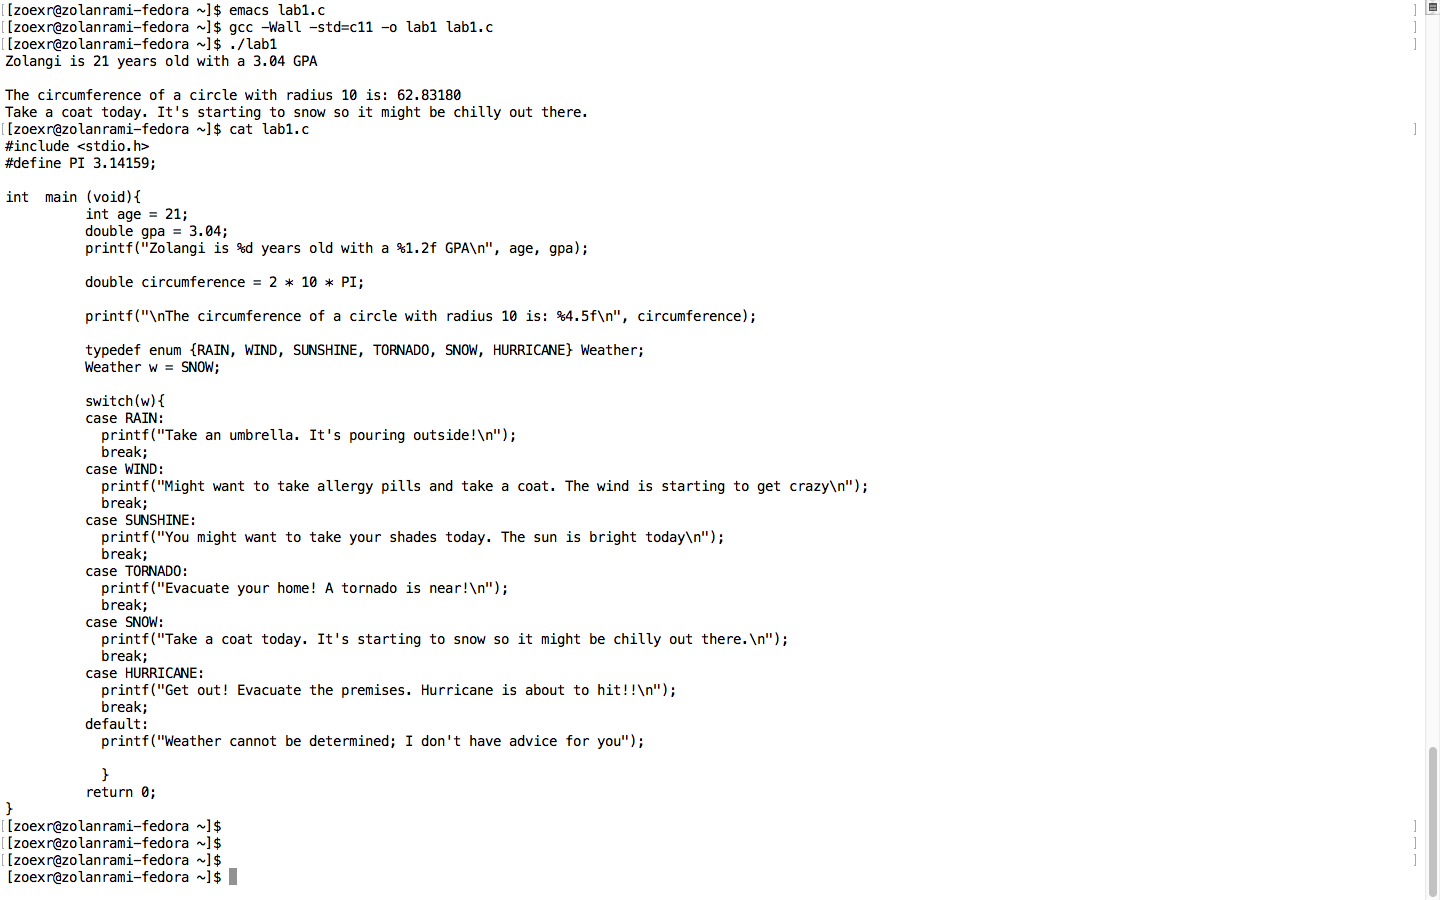 [zoexr@zolanrami-fedora ~]$ emacs lab1.c
[zoexr@zolanrami-fedora ~]$ gcc -Wall -std=c11 -o lab1 lab1.c
[zoexr@zolanrami-fedora ~]$ ./lab1
Zolangi is 21 years old with a 3.04 GPA

The circumference of a circle with radius 10 is: 62.83180
Take a coat today. It's starting to snow so it might be chilly out there.
[zoexr@zolanrami-fedora ~]$ cat lab1.c
#include <stdio.h>
#define PI 3.14159;

int  main (void){
          int age = 21;
          double gpa = 3.04;
          printf("Zolangi is %d years old with a %1.2f GPA\n", age, gpa);

          double circumference = 2 * 10 * PI;

          printf("\nThe circumference of a circle with radius 10 is: %4.5f\n", circumference);

          typedef enum {RAIN, WIND, SUNSHINE, TORNADO, SNOW, HURRICANE} Weather;
          Weather w = SNOW;

          switch(w){
          case RAIN:
            printf("Take an umbrella. It's pouring outside!\n");
            break;
          case WIND:
            printf("Might want to take allergy pills and take a coat. The wind is starting to get crazy\n");
            break;
          case SUNSHINE:
            printf("You might want to take your shades today. The sun is bright today\n");
            break;
          case TORNADO:
            printf("Evacuate your home! A tornado is near!\n");
            break;
          case SNOW:
            printf("Take a coat today. It's starting to snow so it might be chilly out there.\n");
            break;
          case HURRICANE:
            printf("Get out! Evacuate the premises. Hurricane is about to hit!!\n");
            break;
          default:
            printf("Weather cannot be determined; I don't have advice for you");

            }
          return 0;
}
[zoexr@zolanrami-fedora ~]$
[zoexr@zolanrami-fedora ~]$
[zoexr@zolanrami-fedora ~]$
[zoexr@zolanrami-fedora ~]$